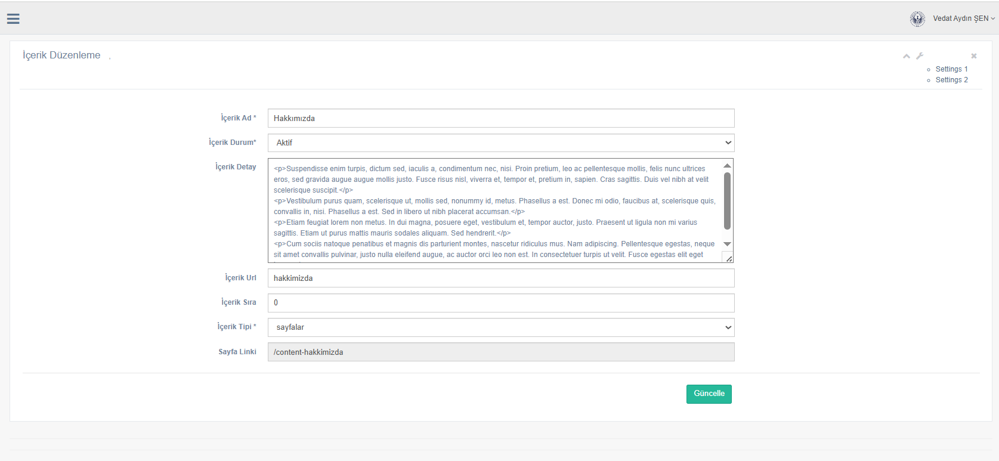 Vedat Aydın ŞEN
İçerik Düzenleme ,
Settings 1
Settings 2
İçerik Ad *
Hakkımızda
İçerik Durum*
Aktif
İçerik Detay
<p>Suspendisse enim turpis, dictum sed, iaculis a, condimentum nec, nisi. Proin pretium, leo ac pellentesque mollis, felis nunc ultrices
eros, sed gravida augue augue mollis justo. Fusce risus nisl, viverra et, tempor et, pretium in, sapien. Cras sagittis. Duis vel nibh at velit
scelerisque suscipit.</p>
<p>Vestibulum purus quam, scelerisque ut, mollis sed, nonummy id, metus. Phasellus a est. Donec mi odio, faucibus at, scelerisque quis,
convallis in, nisi. Phasellus a est. Sed in libero ut nibh placerat accumsan.</p>
<p>Etiam feugiat lorem non metus. In dui magna, posuere eget, vestibulum et, tempor auctor, justo. Praesent ut ligula non mi varius
sagittis. Etiam ut purus mattis mauris sodales aliquam. Sed hendrerit.</p>
<p>Cum sociis natoque penatibus et magnis dis parturient montes, nascetur ridiculus mus. Nam adipiscing. Pellentesque egestas, neque
sit amet convallis pulvinar, justo nulla eleifend augue, ac auctor orci leo non est. In consectetuer turpis ut velit. Fusce egestas elit eget
İçerik Url
hakkimizda
İçerik Sıra
0
İçerik Tipi *
sayfalar
Sayfa Linki
/content-hakkimizda
Güncelle